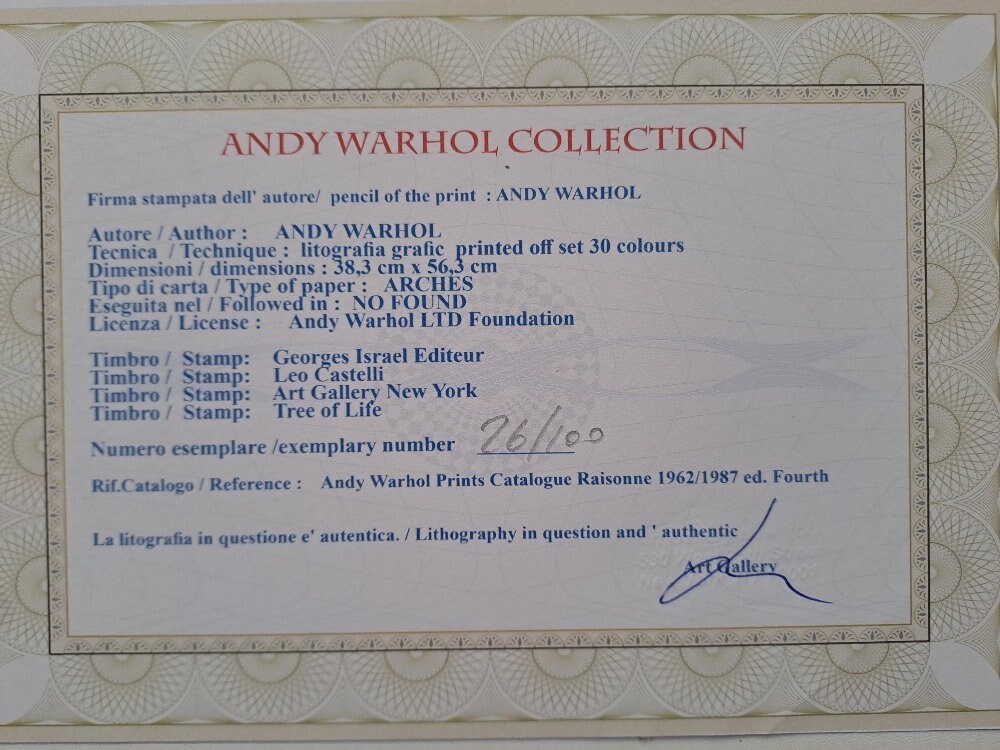 ANDY WARHOL COLLECTION
Firma stampata dell' autore/ pencil of the print : ANDY WARHOL
Autore / Author : ANDY WARHOL
Tecnica / Technique : litografia grafic printed off set 30 colours
Dimensioni / dimensions : 38,3 cm x 56,3 cm
Tipo di carta / Type of paper : ARCHES
Eseguita nel / Followed in : NO FOUND
Licenza / License : Andy Warhol LTD Foundation
Timbro / Stamp: Georges Israel Editeur
Timbro / Stamp: Leo Castelli
Timbro / Stamp: Art Gallery New York
Timbro / Stamp: Tree of Life
Numero esemplare /exemplary number 26/100
Rif.Catalogo / Reference : Andy Warhol Prints Catalogue Raisonne 1962/1987 ed. Fourth
La litografia in questione e' autentica. / Lithography in question and ' authentic
Art Gallery